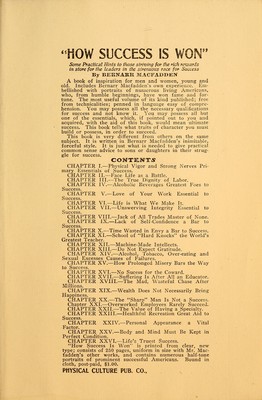 "HOW SUCCESS IS WON"
Some Practical Hints to those striving for the rich rewards
in store for the leaders in the strenuous race for Success
By BERNARR MACFADDEN
A book of inspiration for men and women, young and
old. Includes Bernarr Macfadden's own experience. Em-
bellished with portraits of numerous living Americans,
who, from humble beginnings, have won fame and for-
tune. The most useful volume of its kind published; free
from technicalities; penned in language easy of compre-
hension. You may possess all the necessary qualifications
for success and not know it. You may possess all but
one of the essentials, which, if pointed out to you and
acquired, with the aid of this book, would mean ultimate
success. This book tells what traits of character you must
build or possess, in order to succeed.
This book is very different from others on the same
subject. It is written in Bernarr Macfadden's inimitable,
forceful style. It is just what is needed to give practical
common sense advice to sons or daughters in their strug-
gle for success.
CONTENTS
CHAPTER I.—Physical Vigor and Strong Nerves Pri-
mary Essentials of Success.
CHAPTER II.—Face Life as a Battle.
CHAPTER III.—The True Dignity of Labor.
CHAPTER IV.—Alcoholic Beverages Greatest Foes to
Success.
CHAPTER V.—Love of Your Work Essential to
Success.
CHAPTER VI.—Life is What We Make It.
CHAPTER VII.—Unswerving Integrity Essential to
Success.
CHAPTER VIII.—Jack of All Trades Master of None.
CHAPTER IX.—Lack of Self-Confidence a Bar to
Success.
CHAPTER X.—Time Wasted in Envy a Bar to Success.
CHAPTER XI.—School of "Hard Knocks" the World's
Greatest Teacher.
CHAPTER XII.—Machine-Made Intellects.
CHAPTER XIII.—Do Not Expect Gratitude.
CHAPTER XIV.—Alcohol, Tobacco, Over-eating and
Sexual Excesses Causes of Failures.
CHAPTER XV.—How Prolonged Misery Bars the Way
to Success.
CHAPTER XVI.—No Success for the Coward.
CHAPTER XVII.—Suffering Is After All an Educator.
CHAPTER XVIII.—The Mad, Wasteful Chase After
Millions.
CHAPTER XIX.—Wealth Does Not Necessarily Bring
Happiness.
CHAPTER XX.—The "Sharp" Man Is Not a Success.
Chapter XXI.—Overworked Employees Rarely Succeed.
CHAPTER XXII.—The Value of Having a Specialty.
CHAPTER XXIII.—Healthful Recreation Great Aid to
Success.
CHAPTER XXIV.—Personal Appearance a Vital
Factor.
CHAPTER XXV.—Body and Mind Must Be Kept in
Perfect Condition.
CHAPTER XXVI.—Life's Truest Success.
"How Success Is Won" is printed from clear, new
type; consists of 250 pages, uniform in size with Mr. Mac-
fadden's other works, and contains numerous half-tone
portraits of prominent successful Americans. Bound in
cloth, post-paid, $1.00.
PHYSICAL CULTURE PUB. CO.,